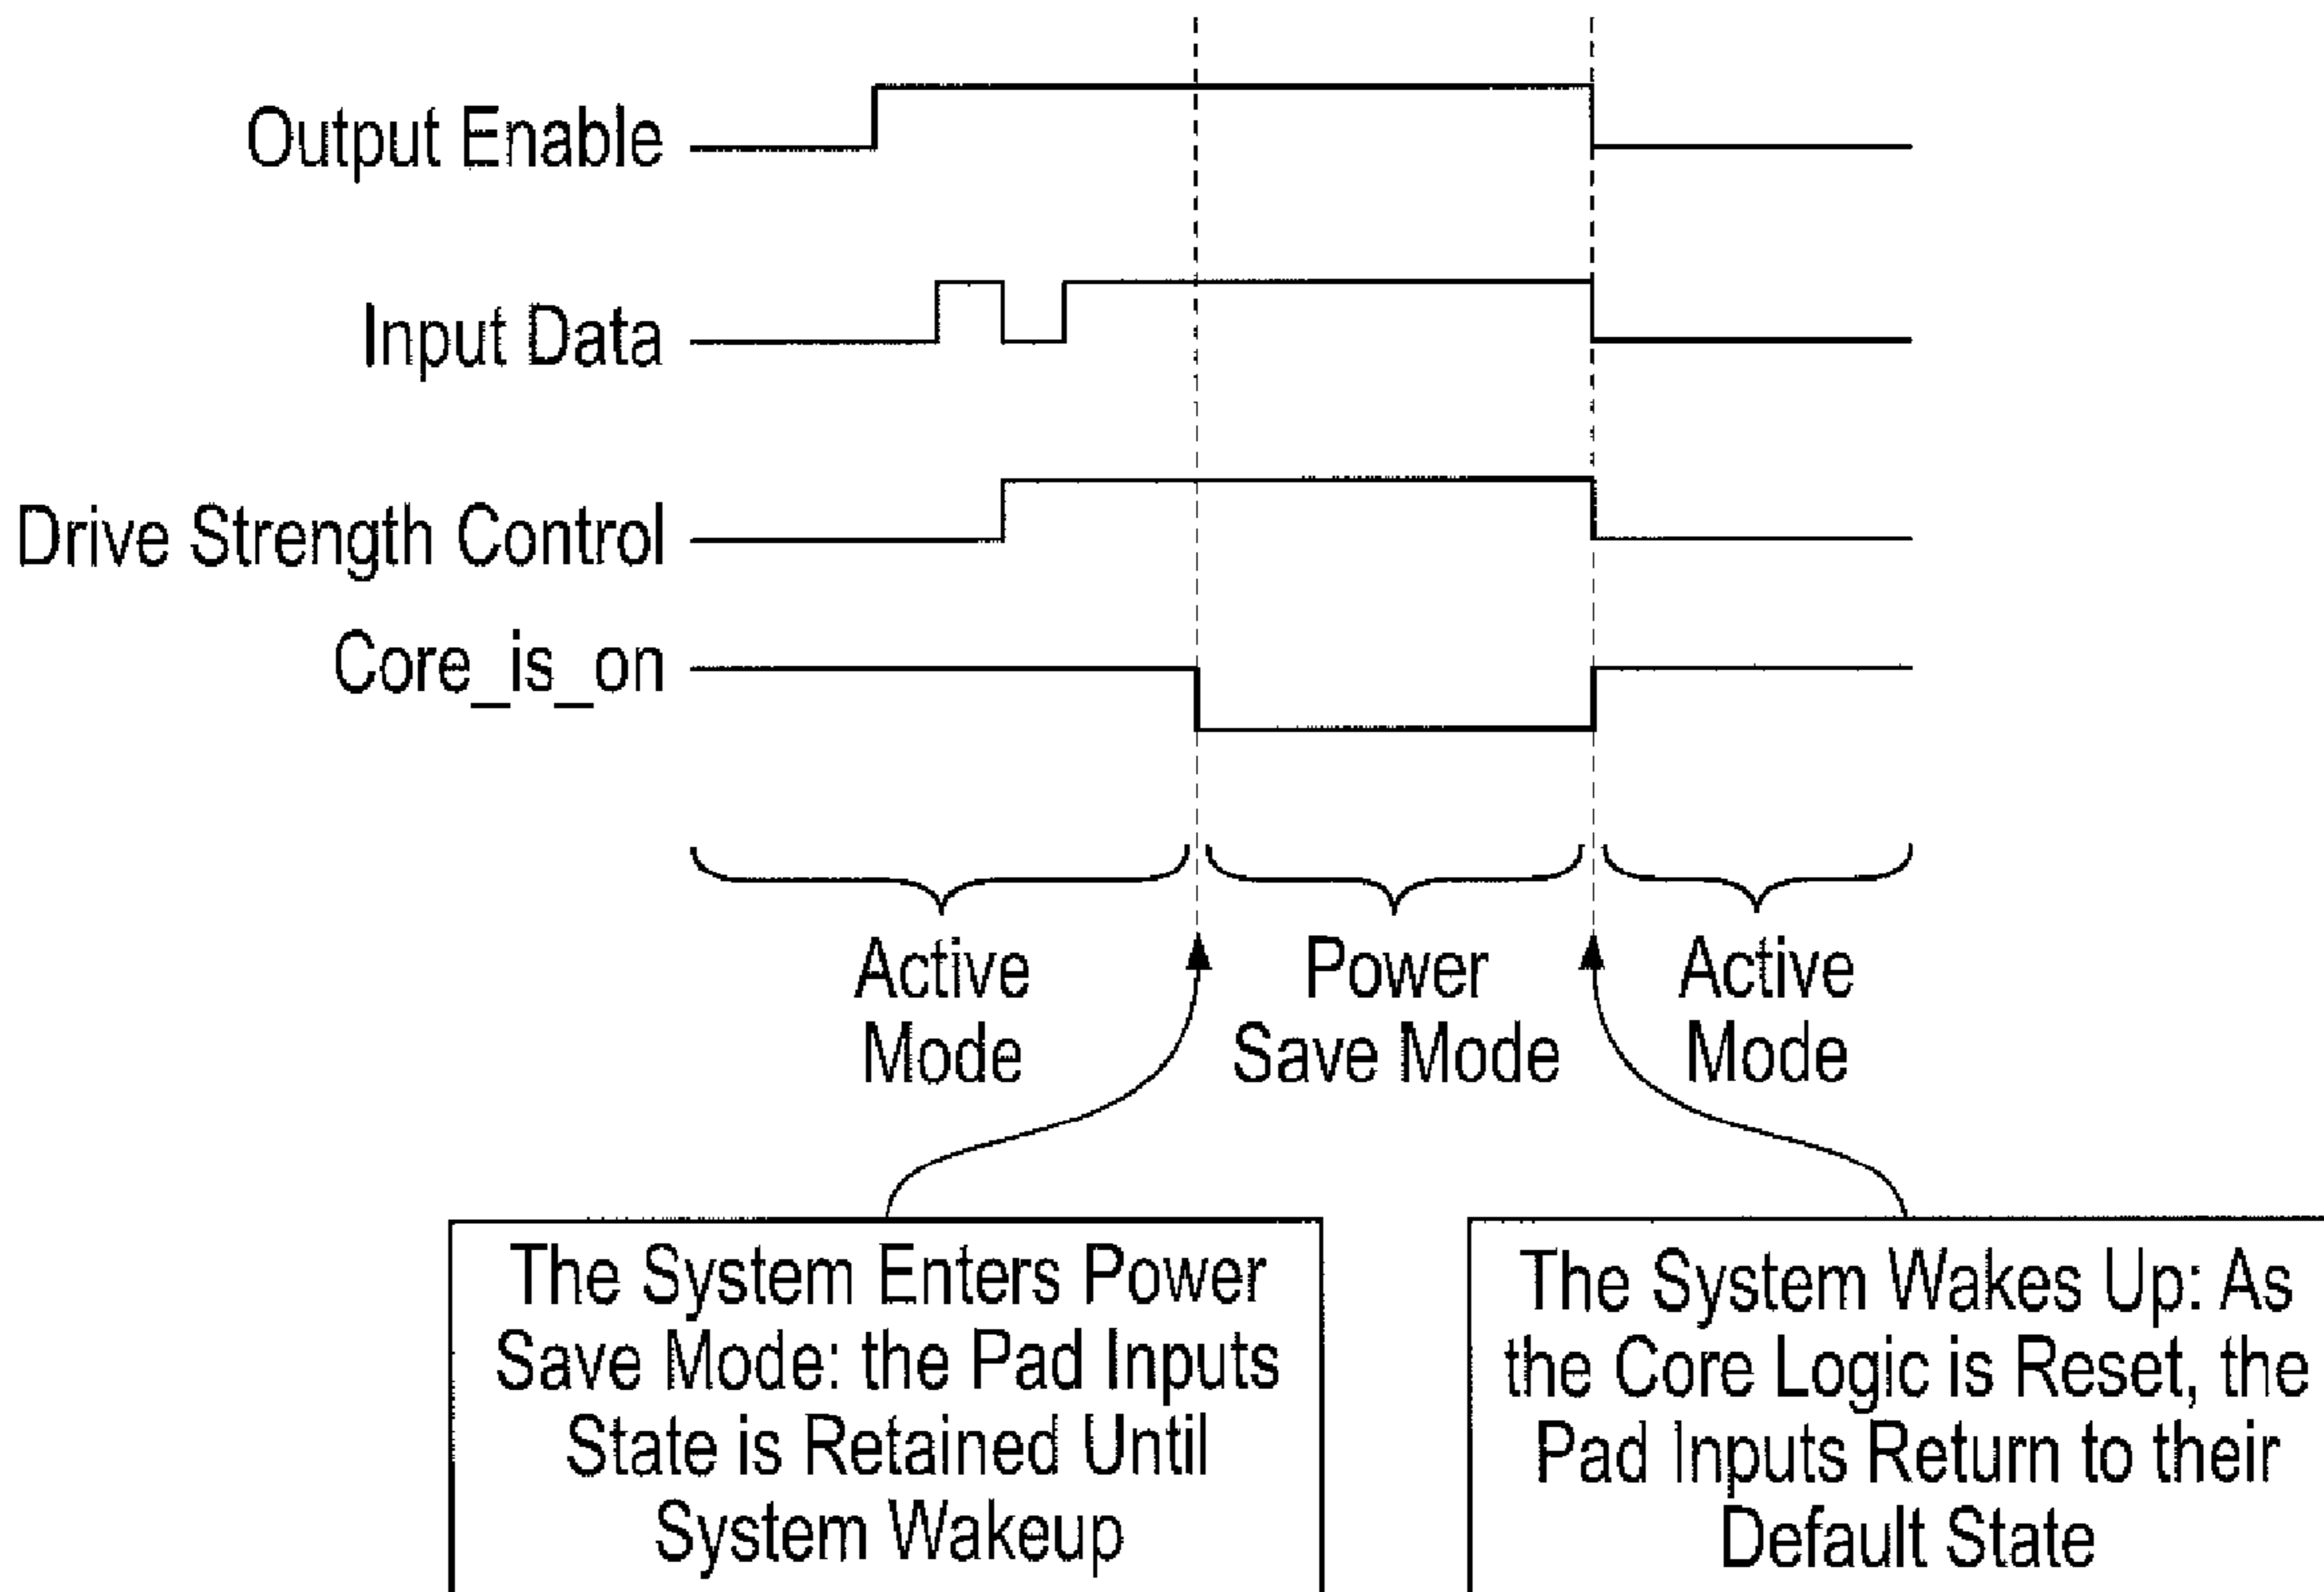 Output Enable
Input Data
Drive Strength Control
Core_is_on
Active
Mode
Power
Save Mode
Active
Mode
The System Enters Power
Save Mode: the Pad Inputs
State is Retained Until
System Wakeup
The System Wakes Up: As
the Core Logic is Reset, the
Pad Inputs Return to their
Default State